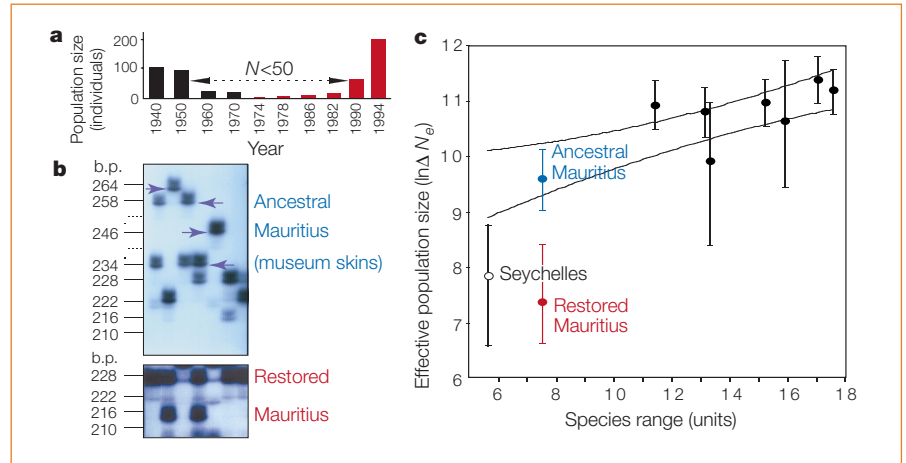 a
Population size
(individuals)
200
100
0
N<50
1940
1950
1960
1970
1974
1978
1986
1982
1990
1994
Year
b
b.p.
264
258
246
234
228
222
216
210
Ancestral
Mauritius
(museum skins)
b.p.
228
222
216
210
Restored
Mauritius
c
Effective population size (lnΔ Ne)
12
11
10
9
8
7
6
Ancestral
Mauritius
Seychelles
Restored
Mauritius
6
8
10
12
14
16
18
Species range (units)